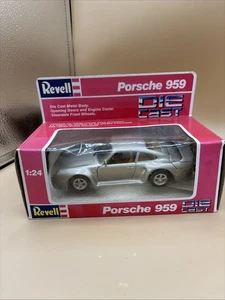 Revell
Porsche 959
Die Cast Metal Body.
Opening Doors and Engine Cover.
Steerable Front Wheels.
DIE
CAST
1:24
Revell
Porsche 959
DIE
CAST